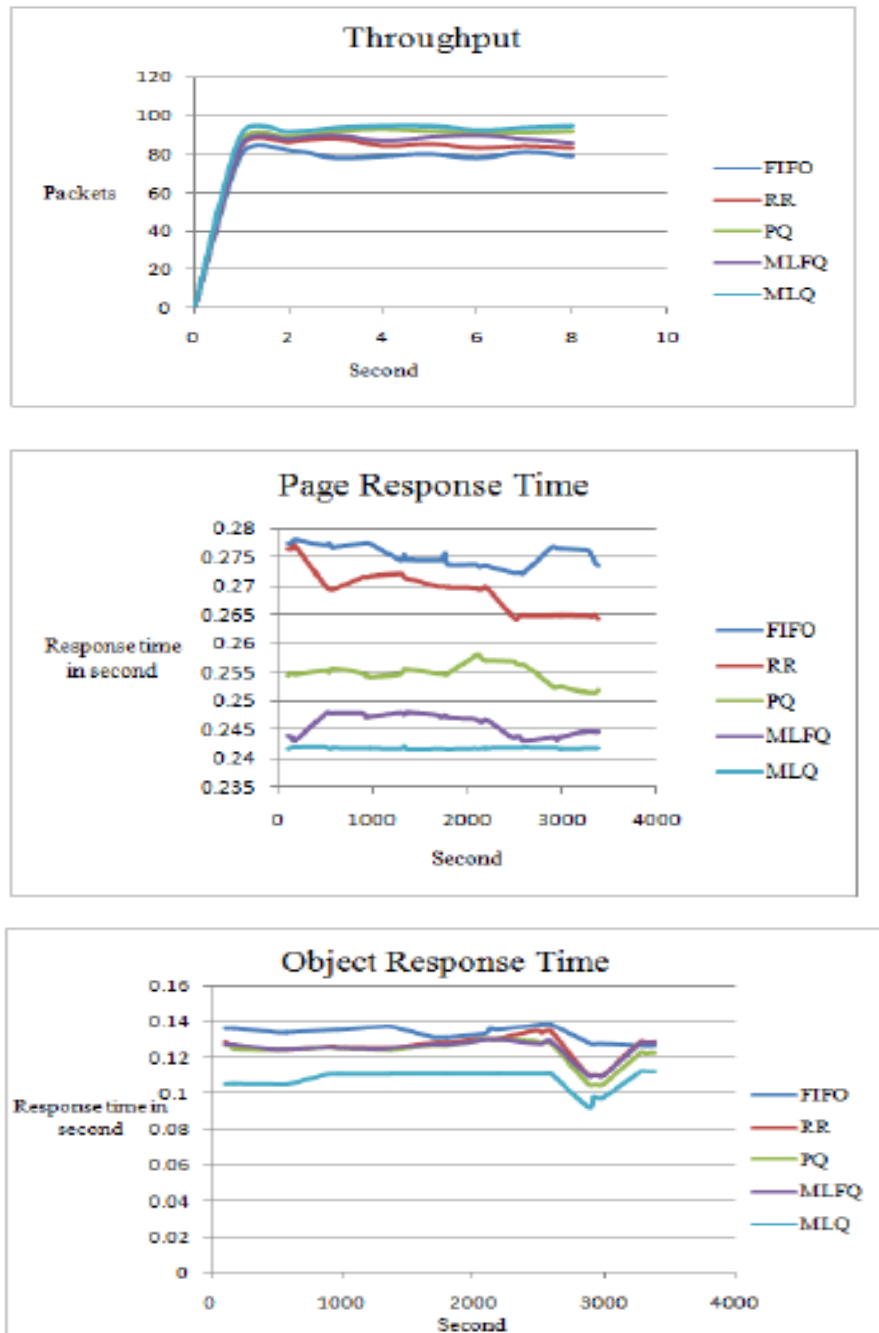 Throughput
120
100
80
60
40
20
0
Packets
0 2 4 6 8 10
Second
FIFO
RR
PQ
MLFQ
MLQ
Page Response Time
0.28
0.275
0.27
0.265
0.26
0.255
0.25
0.245
0.24
0.235
Response time
in second
0 1000 2000 3000 4000
Second
FIFO
RR
PQ
MLFQ
MLQ
Object Response Time
0.16
0.14
0.12
0.1
0.08
0.06
0.04
0.02
0
Response time in
second
0 1000 2000 3000 4000
Second
FIFO
RR
PQ
MLFQ
MLQ